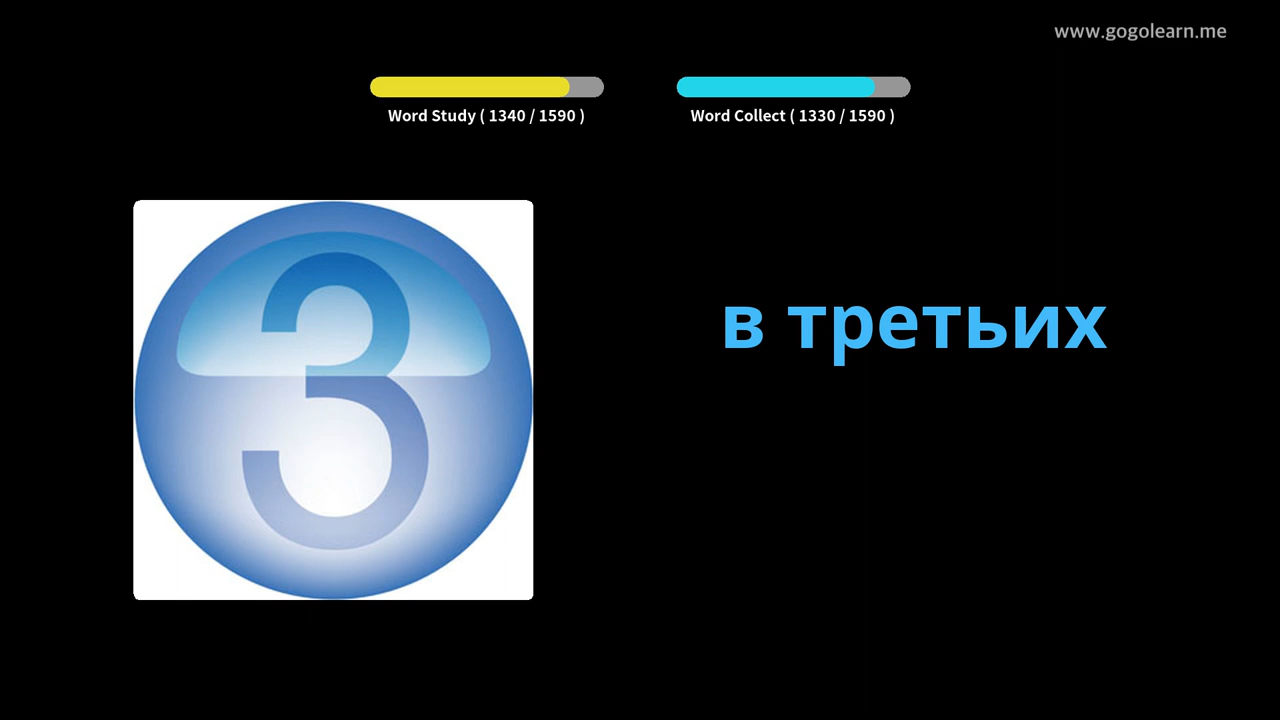 www.gogolearn.me
Word Study ( 1340 / 1590 )
Word Collect ( 1330 / 1590 )
3
в третьих